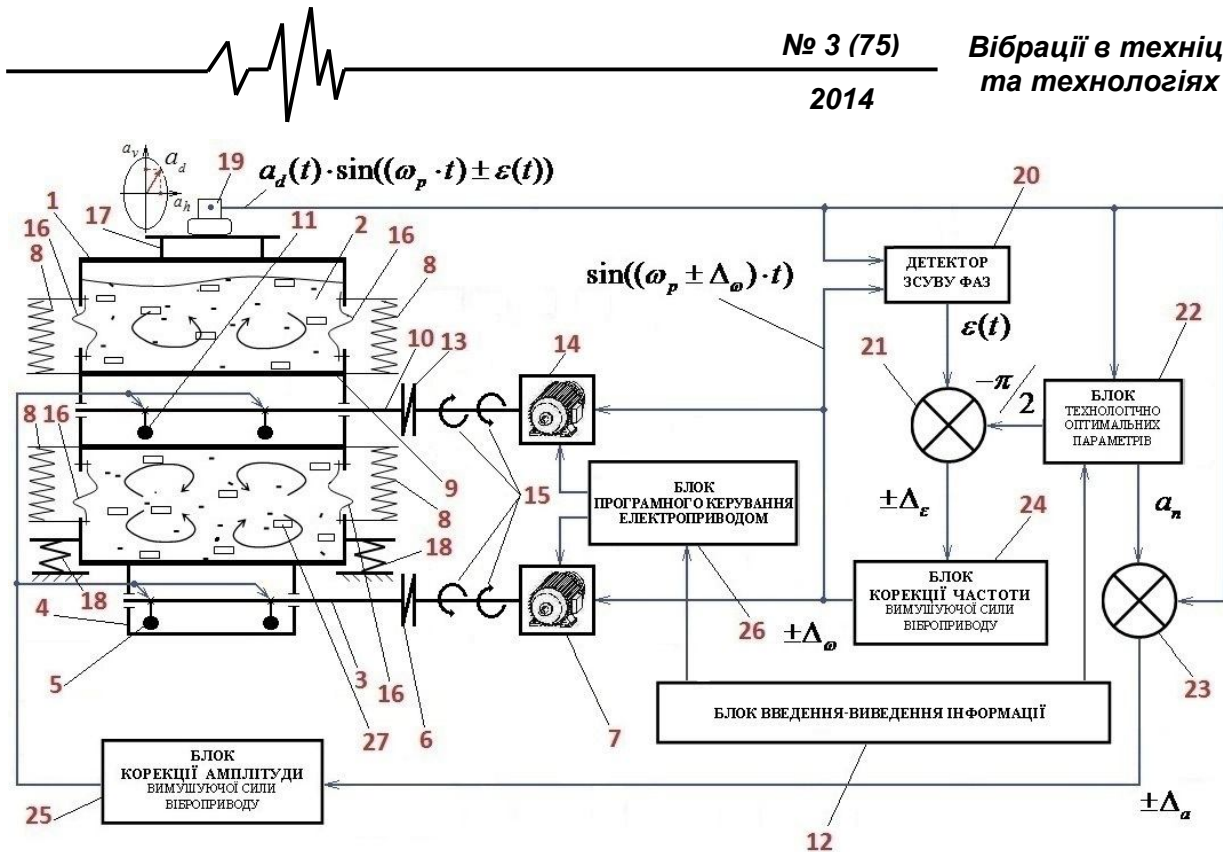 № 3 (75)
2014
Вібрації в техніц
та технологіях
a_v
a_d
a_h
19
a_d(t)·sin((ω_p·t)±ε(t))
20
1
17
11
2
16
16
8
8
sin((ω_p ± Δ_ω)·t)
ДЕТЕКТОР
ЗСУВУ ФАЗ
ε(t)
22
10
13
14
21
−π/2
БЛОК
ТЕХНОЛОГІЧНО
ОПТИМАЛЬНИХ
ПАРАМЕТРІВ
8
16
9
8
15
БЛОК
ПРОГРАМНОГО КЕРУВАННЯ
ЕЛЕКТРОПРИВОДОМ
±Δ_ε
24
a_n
18
18
БЛОК
КОРЕКЦІЇ ЧАСТОТИ
ВИМУШУЮЧОЇ СИЛИ
ВІБРОПРИВОДУ
4
26
±Δ_ω
5
3
16
23
27
6
7
БЛОК ВВЕДЕННЯ-ВИВЕДЕННЯ ІНФОРМАЦІЇ
БЛОК
КОРЕКЦІЇ АМПЛІТУДИ
ВИМУШУЮЧОЇ СИЛИ
ВІБРОПРИВОДУ
25
12
±Δ_a